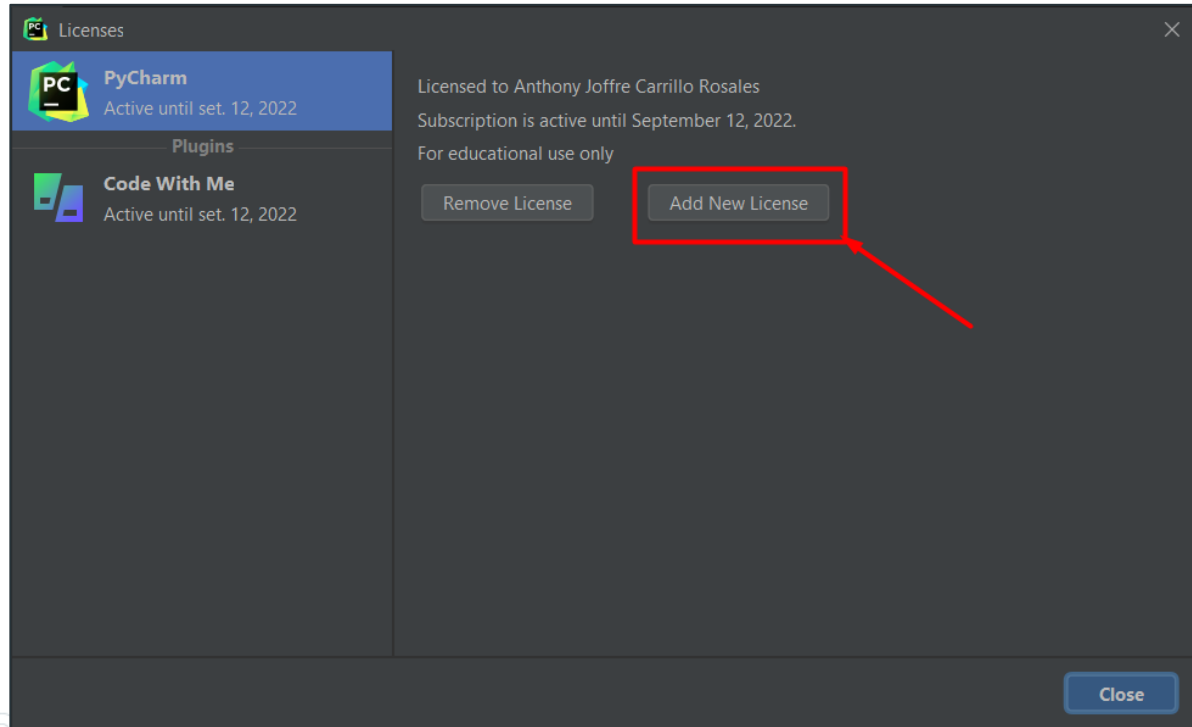 Licenses
PC
PyCharm
Active until set. 12, 2022
Plugins
Code With Me
Active until set. 12, 2022
Licensed to Anthony Joffre Carrillo Rosales
Subscription is active until September 12, 2022.
For educational use only
Remove License
Add New License
Close